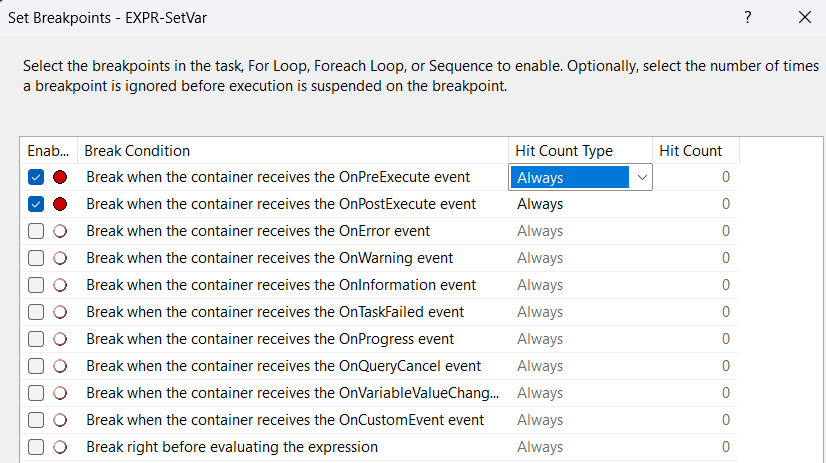 Set Breakpoints - EXPR-SetVar ?
Select the breakpoints in the task, For Loop, Foreach Loop, or Sequence to enable. Optionally, select the number of times
a breakpoint is ignored before execution is suspended on the breakpoint.
Enab... Break Condition Hit Count Type Hit Count
Break when the container receives the OnPreExecute event Always 0
Break when the container receives the OnPostExecute event Always 0
Break when the container receives the OnError event Always 0
Break when the container receives the OnWarning event Always 0
Break when the container receives the OnInformation event Always 0
Break when the container receives the OnTaskFailed event Always 0
Break when the container receives the OnProgress event Always 0
Break when the container receives the OnQueryCancel event Always 0
Break when the container receives the OnVariableValueChang... Always 0
Break when the container receives the OnCustomEvent event Always 0
Break right before evaluating the expression Always 0